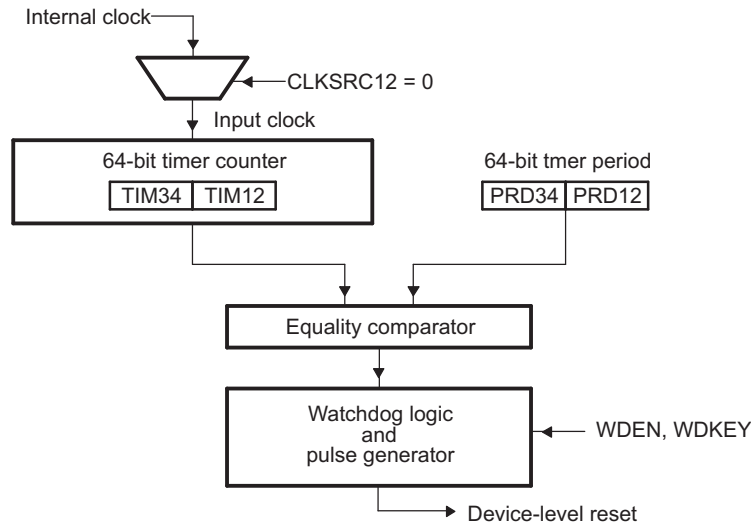 Internal clock
CLKSRC12 = 0
Input clock
64-bit timer counter
64-bit tmer period
TIM34 TIM12
PRD34 PRD12
Equality comparator
Watchdog logic
and
pulse generator
WDEN, WDKEY
Device-level reset